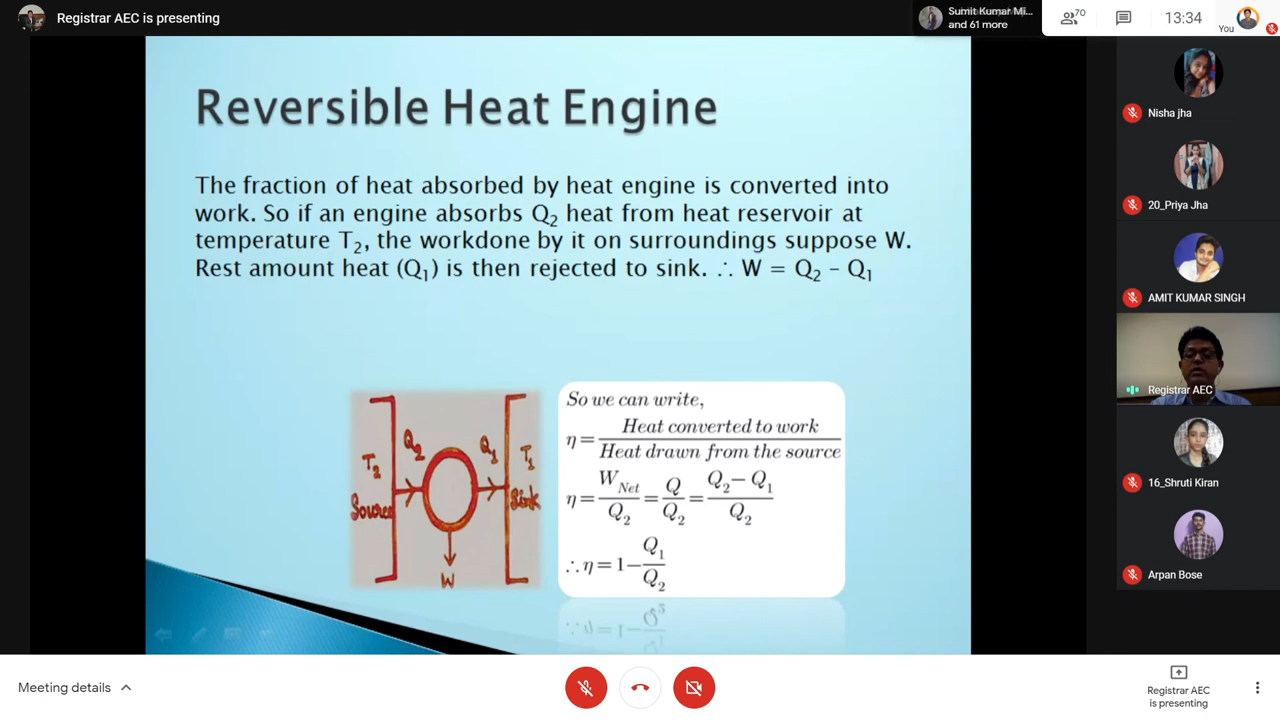 Registrar AEC is presenting
Sumit Kumar Mi...
and 61 more
70
13:34
You
Reversible Heat Engine
The fraction of heat absorbed by heat engine is converted into
work. So if an engine absorbs Q₂ heat from heat reservoir at
temperature T₂, the workdone by it on surroundings suppose W.
Rest amount heat (Q₁) is then rejected to sink. ∴ W = Q₂ – Q₁
T₂
Source
Q₂
Q₁
T₁
Sink
W
So we can write,
η = Heat converted to work / Heat drawn from the source
η = W Net / Q₂ = Q / Q₂ = Q₂ – Q₁ / Q₂
∴ η = 1 – Q₁ / Q₂
Nisha jha
20_Priya Jha
AMIT KUMAR SINGH
Registrar AEC
16_Shruti Kiran
Arpan Bose
Meeting details
Registrar AEC
is presenting